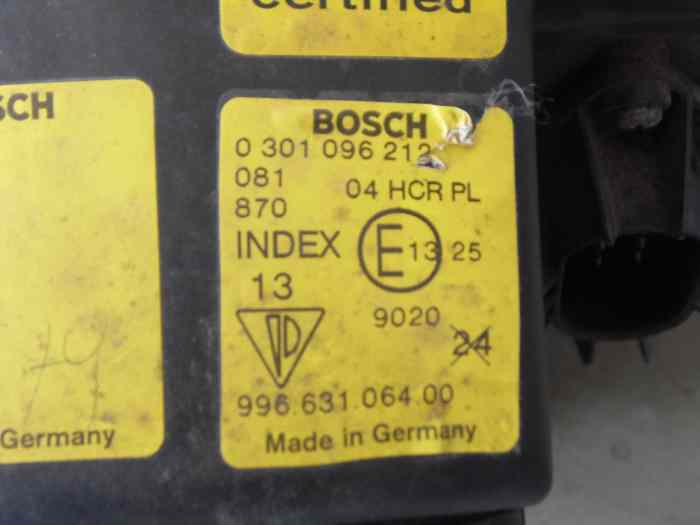 Certified
SCH
Germany
BOSCH
0 301 096 212
081 04 HCR PL
870
INDEX E 13 25
13
9020
24
996.631.064.00
Made in Germany